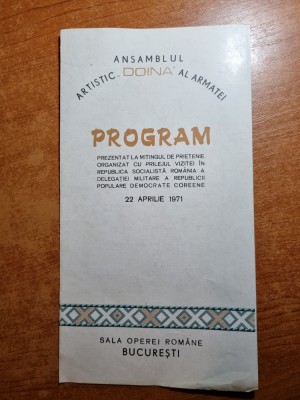 ANSAMBLUL
ARTISTIC „DOINA” AL ARMATEI
PROGRAM
PREZENTAT LA MITINGUL DE PRIETENIE
ORGANIZAT CU PRILEJUL VIZITEI ÎN
REPUBLICA SOCIALISTĂ ROMÂNIA A
DELEGAȚIEI MILITARE A REPUBLICII
POPULARE DEMOCRATE COREENE
22 APRILIE 1971
SALA OPEREI ROMÂNE
BUCUREȘTI